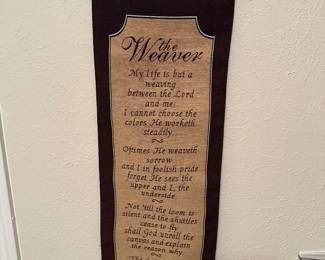 the
Weaver
My life is but a
weaving
between the Lord
and me.
I cannot choose the
colors He worketh
steadily.
Oftimes He weaveth
sorrow
and I in foolish pride
forget He sees the
upper and I, the
underside
Not 'till the loom is
silent and the shuttles
cease to fly
shall God unroll the
canvas and explain
the reason why.